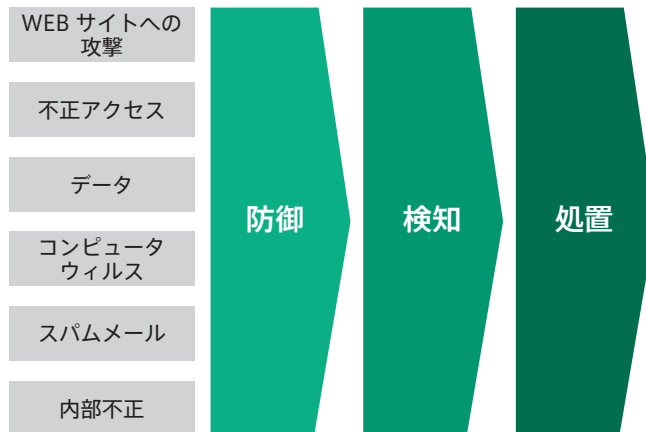 WEB サイトへの
攻撃
不正アクセス
データ
コンピュータ
ウィルス
スパムメール
内部不正
防御
検知
処置